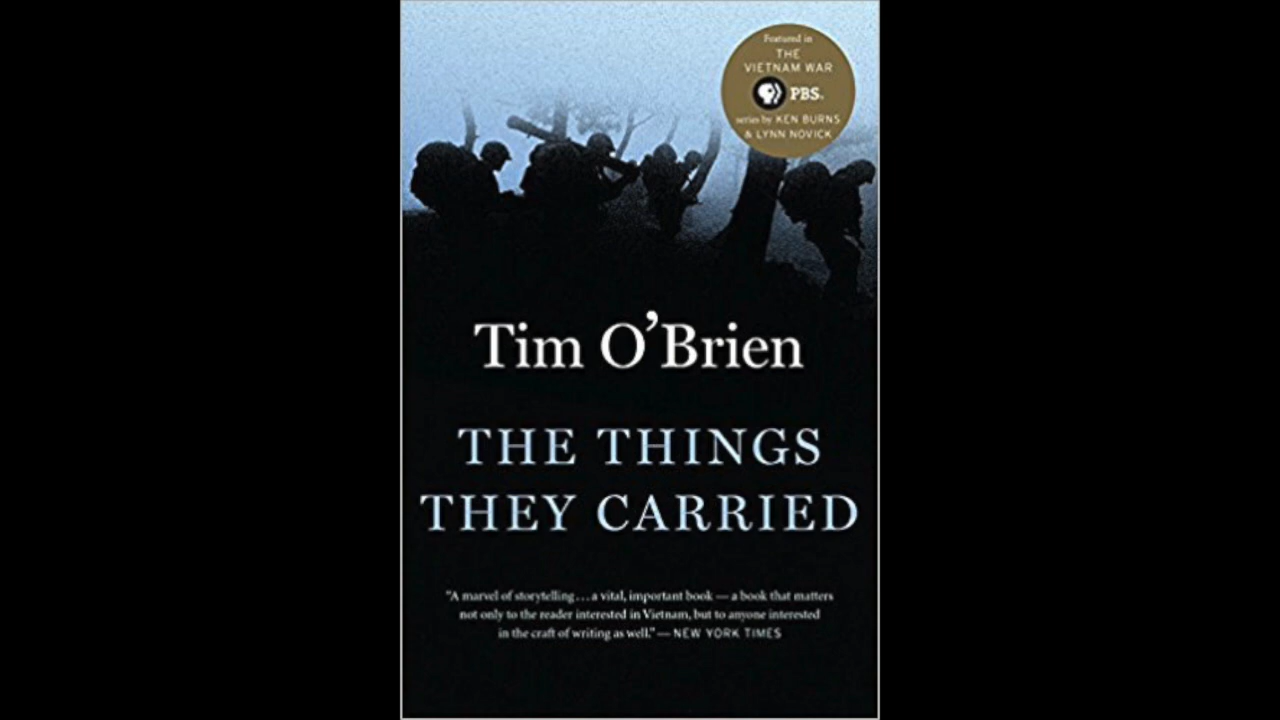 Featured in
THE
VIETNAM WAR
PBS.
series by KEN BURNS
& LYNN NOVICK
Tim O’Brien
THE THINGS
THEY CARRIED
“A marvel of storytelling…a vital, important book — a book that matters
not only to the reader interested in Vietnam, but to anyone interested
in the craft of writing as well.” — NEW YORK TIMES